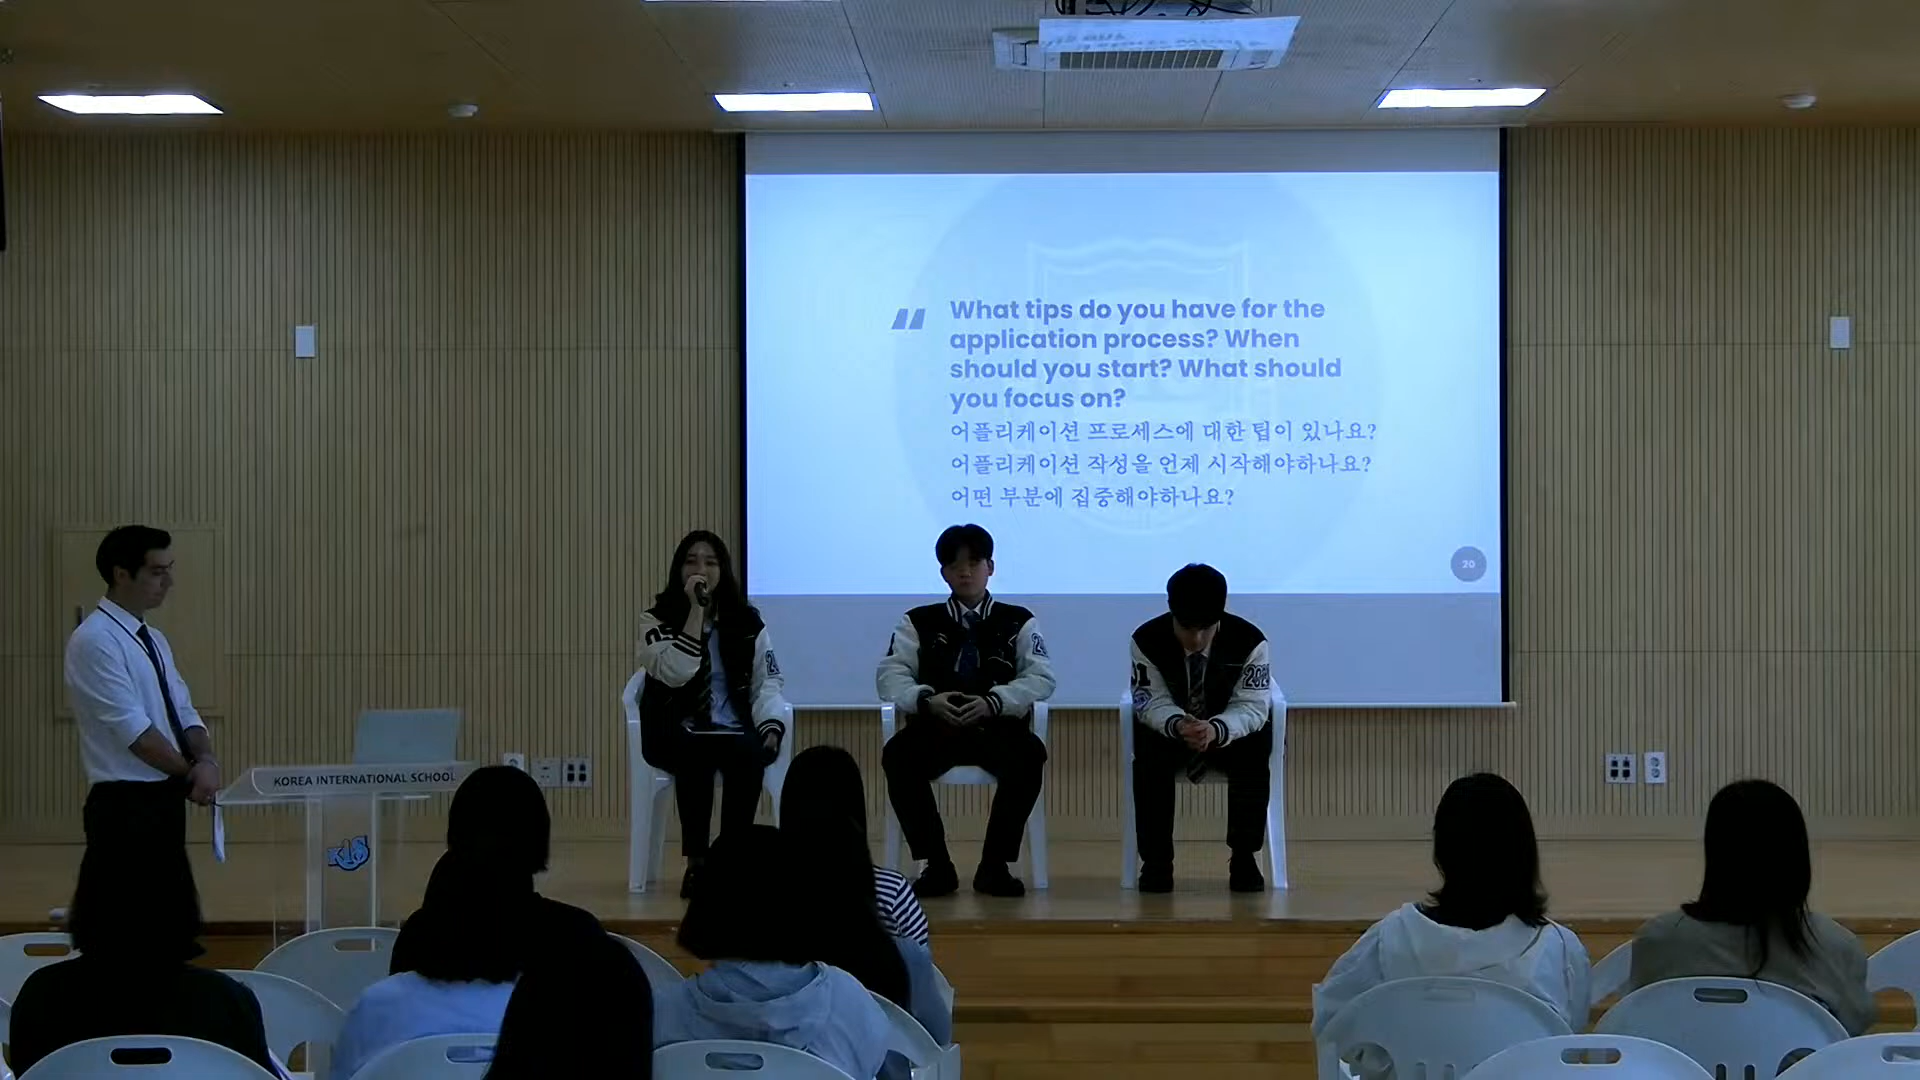 What tips do you have for the
application process? When
should you start? What should
you focus on?
어플리케이션 프로세스에 대한 팁이 있나요?
어플리케이션 작성을 언제 시작해야하나요?
어떤 부분에 집중해야하나요?
20
KOREA INTERNATIONAL SCHOOL
KIS